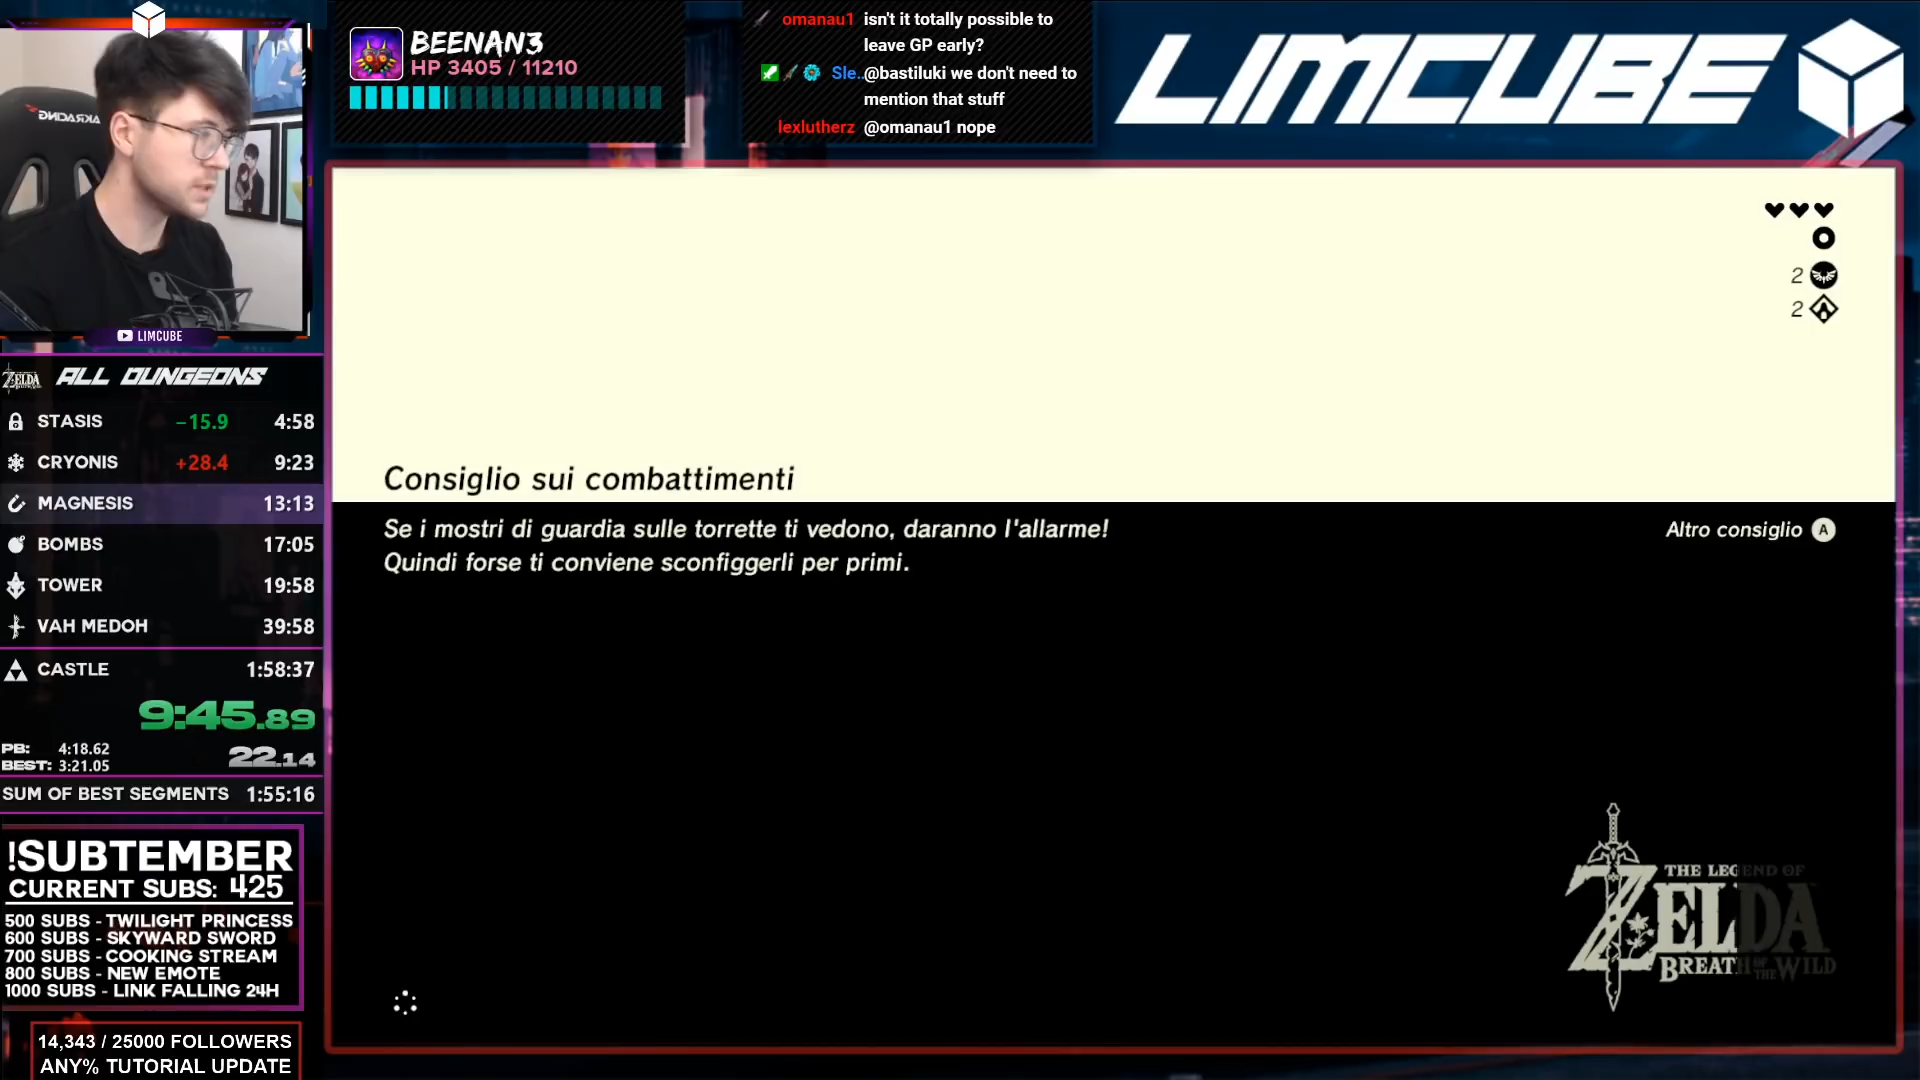 BEENAN3
HP 3405 / 11210
omanau1 isn't it totally possible to
leave GP early?
Sle..@bastiluki we don't need to
mention that stuff
lexlutherz @omanau1 nope
LIMCUBE
AKRACING
LIMCUBE
ZELDA ALL DUNGEONS
STASIS -15.9 4:58
CRYONIS +28.4 9:23
MAGNESIS 13:13
BOMBS 17:05
TOWER 19:58
VAH MEDOH 39:58
CASTLE 1:58:37
9:45.89
PB: 4:18.62
BEST: 3:21.05
22.14
SUM OF BEST SEGMENTS 1:55:16
!SUBTEMBER
CURRENT SUBS: 425
500 SUBS - TWILIGHT PRINCESS
600 SUBS - SKYWARD SWORD
700 SUBS - COOKING STREAM
800 SUBS - NEW EMOTE
1000 SUBS - LINK FALLING 24H
14,343 / 25000 FOLLOWERS
ANY% TUTORIAL UPDATE
2
2
Consiglio sui combattimenti
Se i mostri di guardia sulle torrette ti vedono, daranno l'allarme!
Quindi forse ti conviene sconfiggerli per primi.
Altro consiglio A
THE LEGEND OF
ZELDA
BREATH OF THE WILD